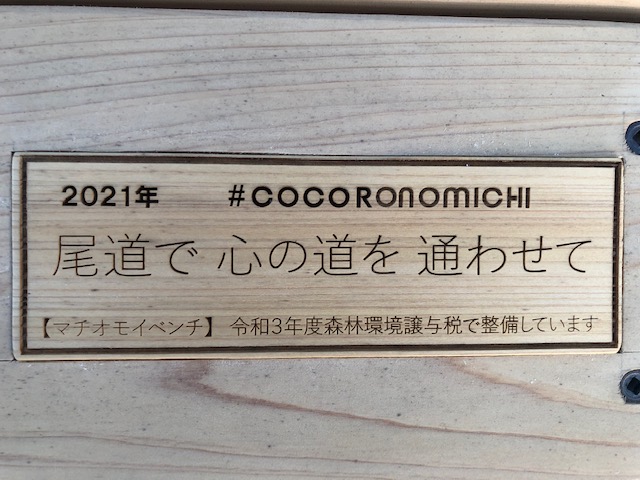 2021年 #COCORONOMICHI
尾道で 心の道を 通わせて
【マチオモイベンチ】 令和3年度森林環境譲与税で整備しています